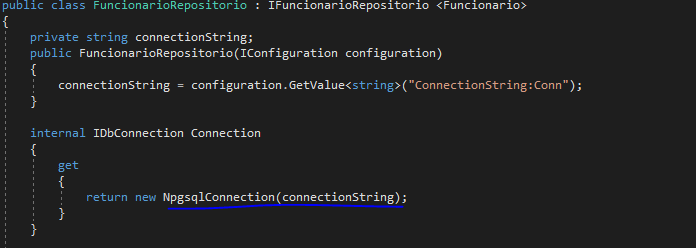 public class FuncionarioRepositorio : IFuncionarioRepositorio <Funcionario>
{
private string connectionString;
public FuncionarioRepositorio(IConfiguration configuration)
{
connectionString = configuration.GetValue<string>("ConnectionString:Conn");
}
internal IDbConnection Connection
{
get
{
return new NpgsqlConnection(connectionString);
}
}